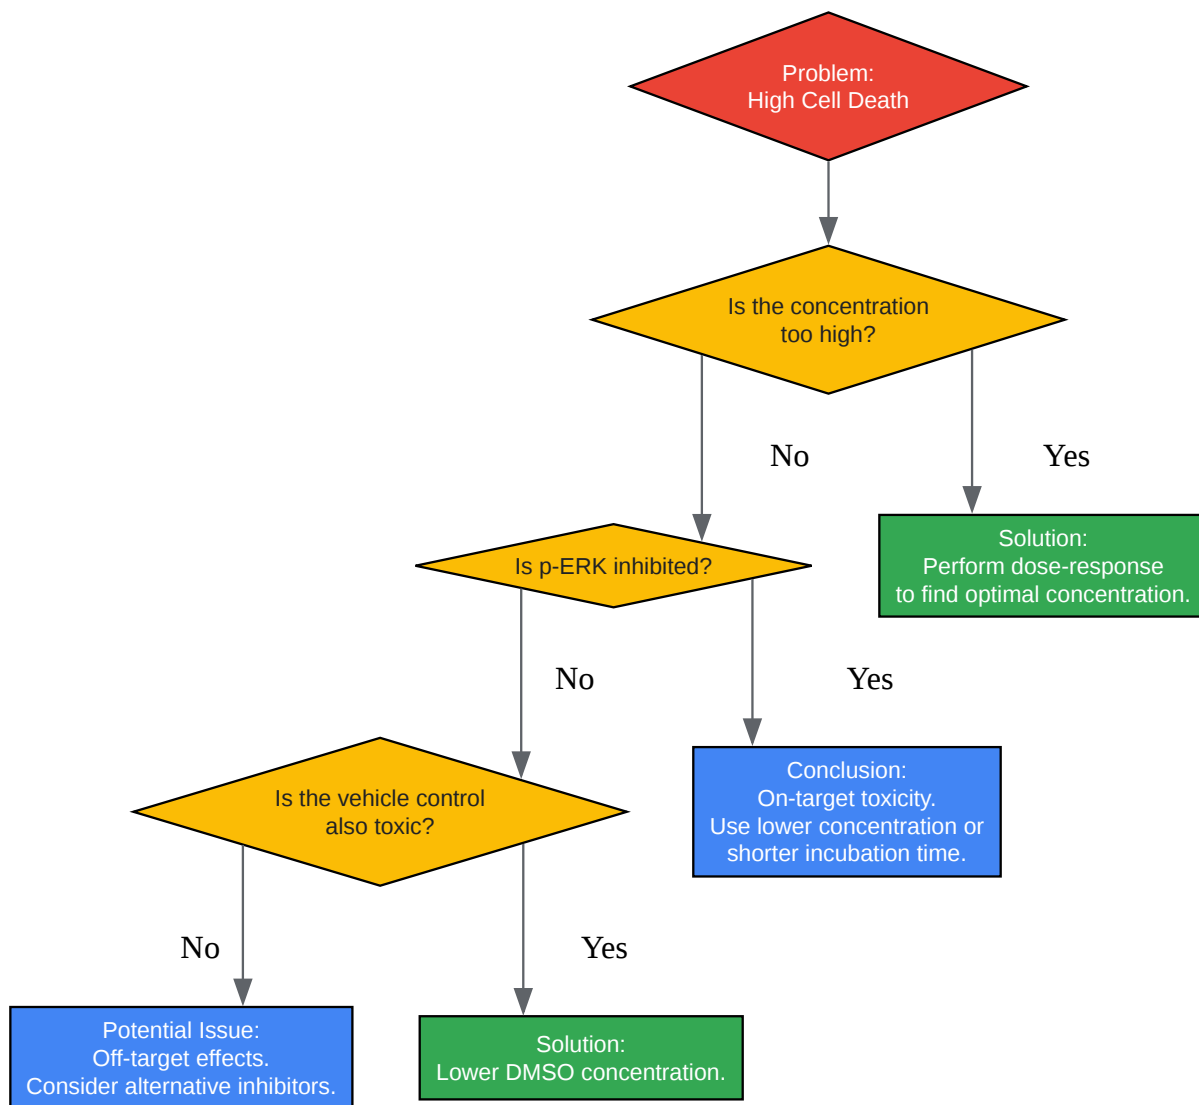 Problem:
High Cell Death
Is the concentration
too high?
No
Yes
Solution:
Perform dose-response
to find optimal concentration.
Is p-ERK inhibited?
No
Yes
Conclusion:
On-target toxicity.
Use lower concentration or
shorter incubation time.
Is the vehicle control
also toxic?
No
Yes
Potential Issue:
Off-target effects.
Consider alternative inhibitors.
Solution:
Lower DMSO concentration.